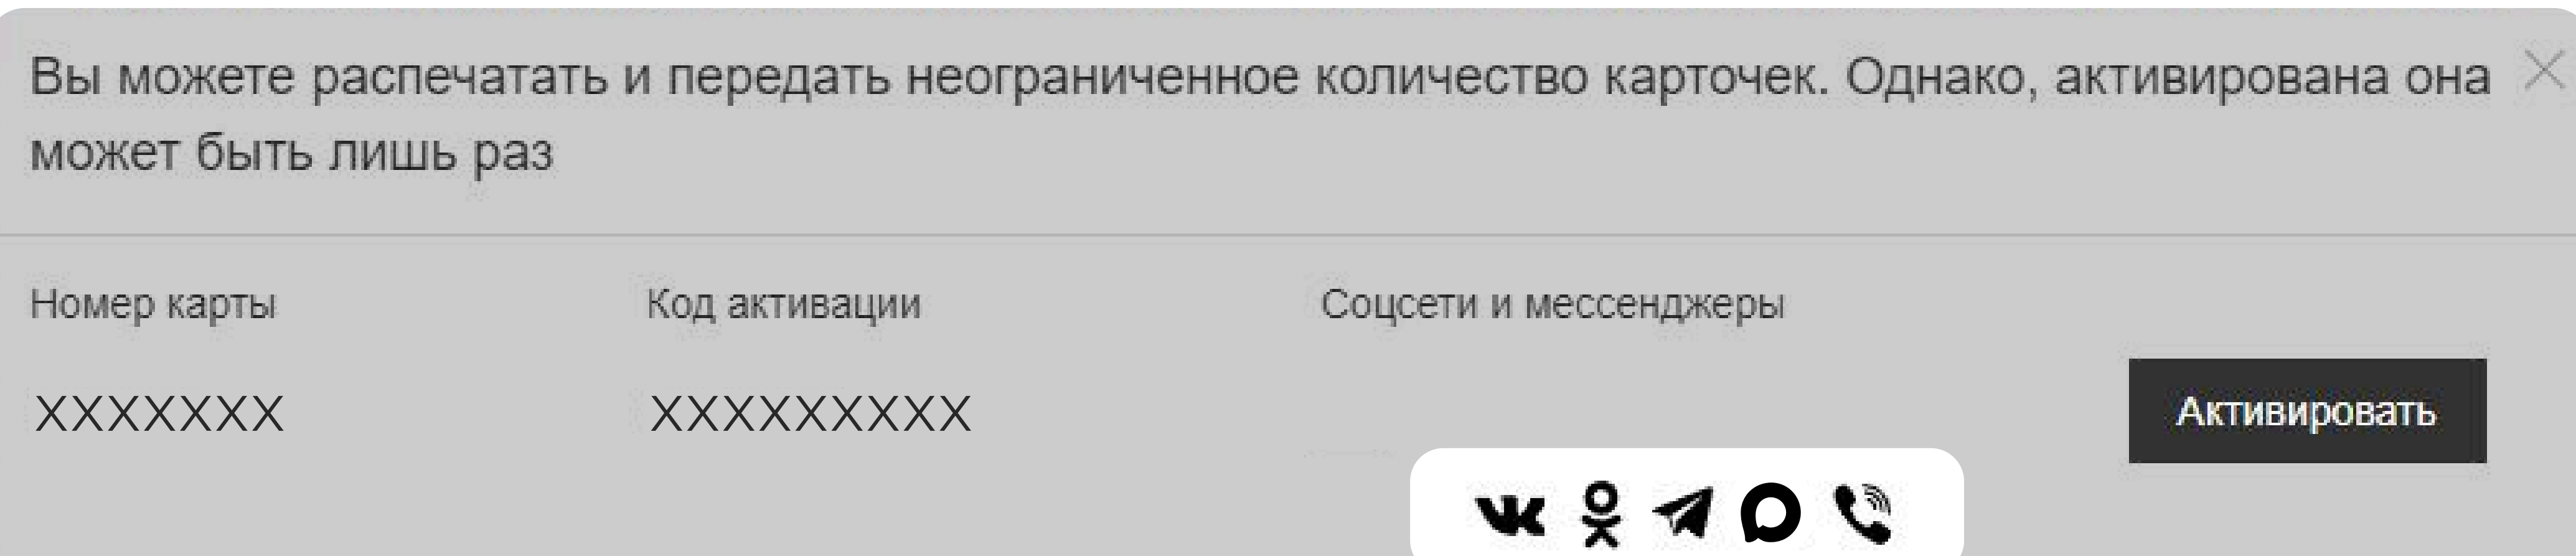 Вы можете распечатать и передать неограниченное количество карточек. Однако, активирована она
может быть лишь раз
Номер карты
Код активации
Соцсети и мессенджеры
XXXXXXX
XXXXXXXXX
Активировать